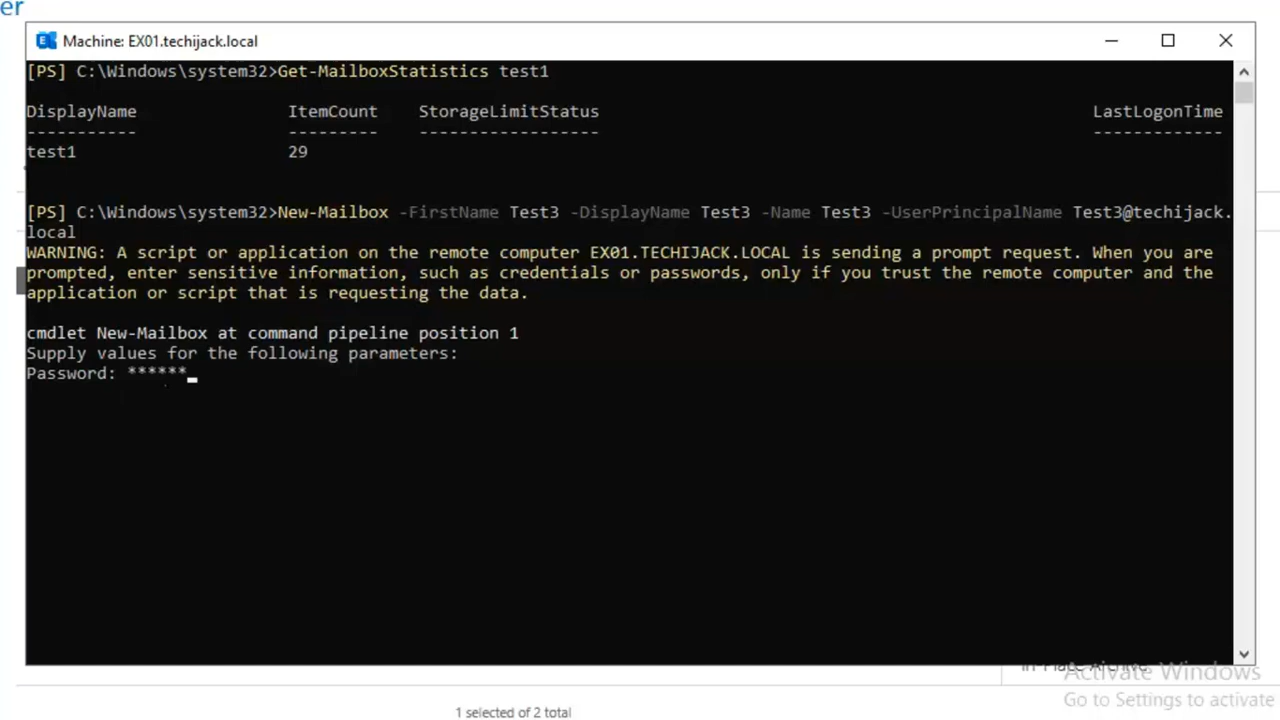 er
Machine: EX01.techijack.local
[PS] C:\Windows\system32>Get-MailboxStatistics test1
DisplayName ItemCount StorageLimitStatus LastLogonTime
----------- --------- ------------------ -------------
test1 29
[PS] C:\Windows\system32>New-Mailbox -FirstName Test3 -DisplayName Test3 -Name Test3 -UserPrincipalName Test3@techijack.
local
WARNING: A script or application on the remote computer EX01.TECHIJACK.LOCAL is sending a prompt request. When you are
prompted, enter sensitive information, such as credentials or passwords, only if you trust the remote computer and the
application or script that is requesting the data.
cmdlet New-Mailbox at command pipeline position 1
Supply values for the following parameters:
Password: ******
In-Place Archive
Activate Windows
Go to Settings to activate
1 selected of 2 total